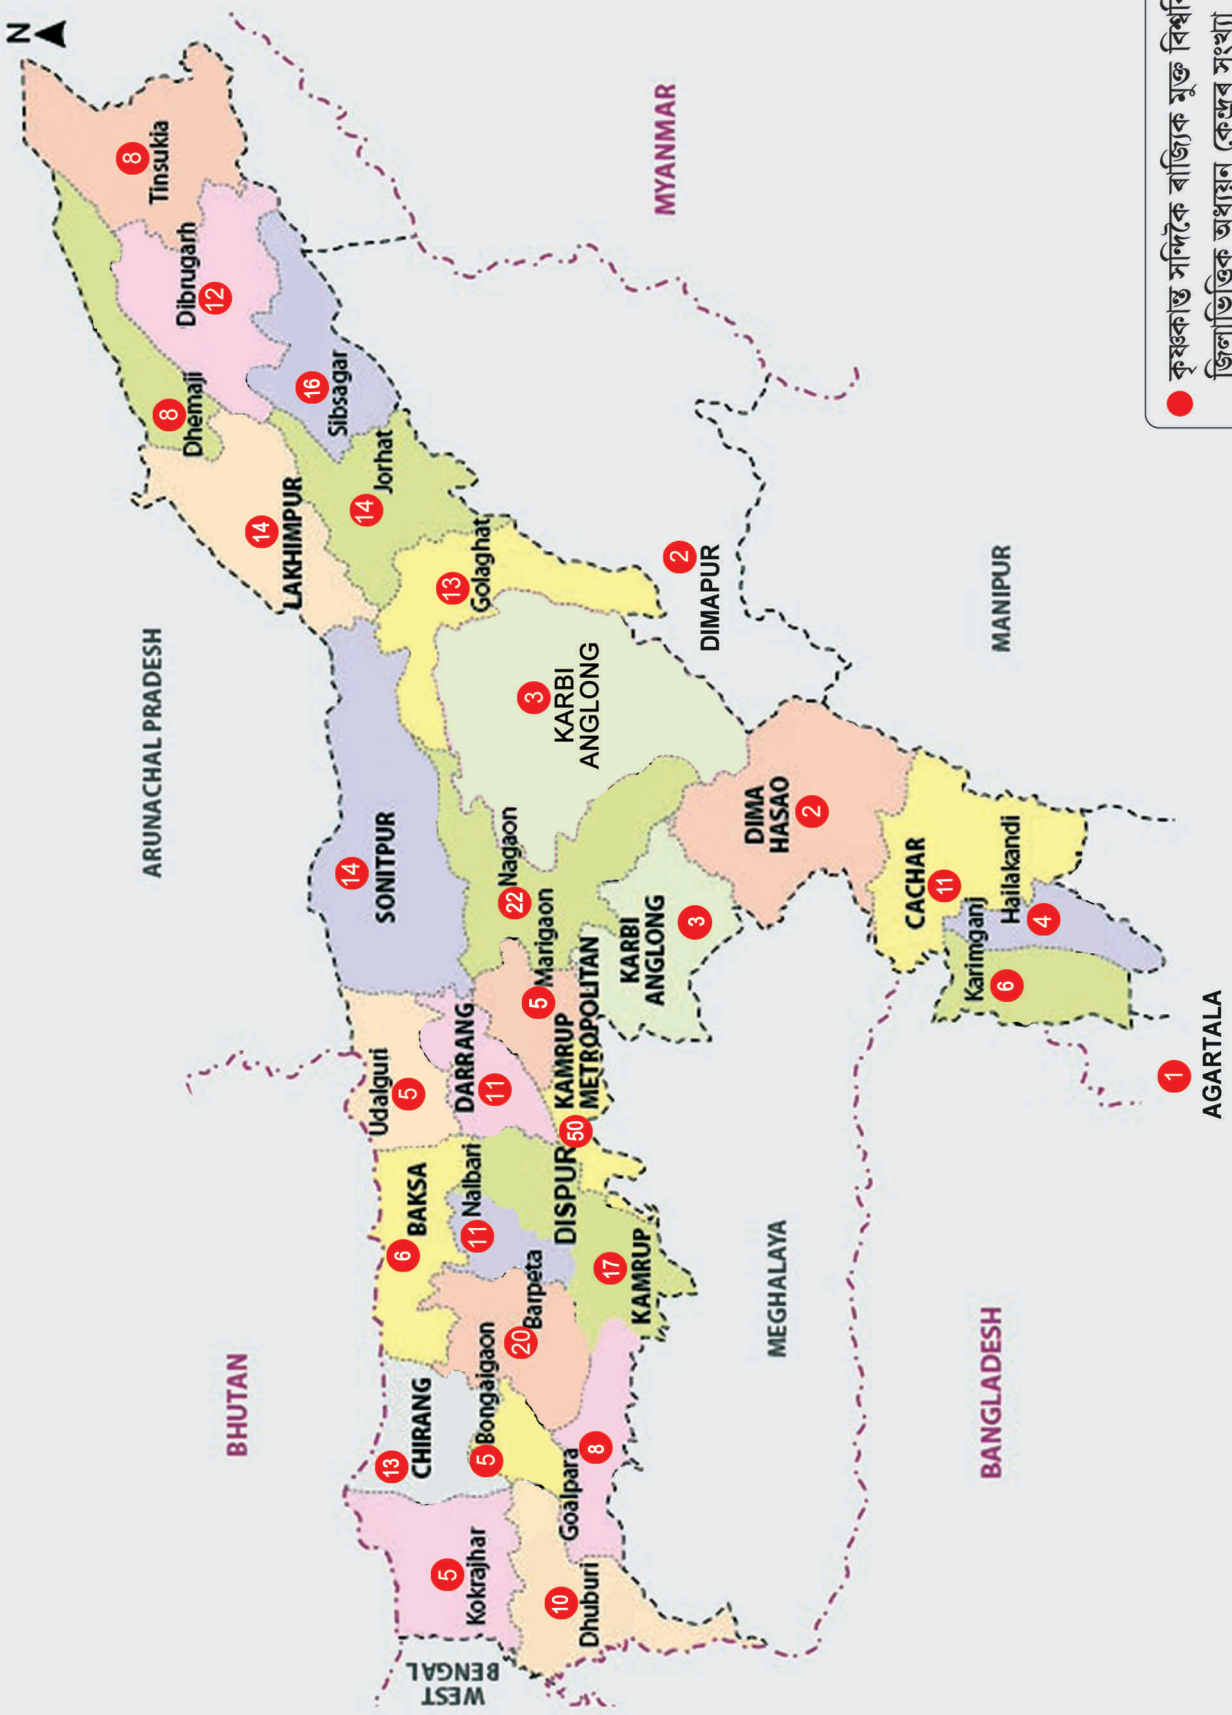 N
ARUNACHAL PRADESH
BHUTAN
WEST
BENGAL
MYANMAR
MANIPUR
MEGHALAYA
BANGLADESH
8
Tinsukia
12
Dibrugarh
8
Dhemaji
16
Sibsagar
14
Jorhat
14
LAKHIMPUR
13
Golaghat
2
DIMAPUR
3
KARBI
ANGLONG
14
SONITPUR
22
Nagaon
5
Marigaon
3
KARBI
ANGLONG
2
DIMA
HASAO
11
CACHAR
4
Hailakandi
6
Karimganj
1
AGARTALA
5
Udalguri
11
DARRANG
50
KAMRUP
METROPOLITAN
DISPUR
17
KAMRUP
6
BAKSA
11
Nalbari
20
Barpeta
5
Bongaigaon
13
CHIRANG
8
Goalpara
5
Kokrajhar
10
Dhuburi
কৃষ্ণকান্ত সন্দিকৈ ৰাজ্যিক মুক্ত
জিলাভিত্তিক অধ্যয়ন কেন্দ্ৰৰ সংখ্যা